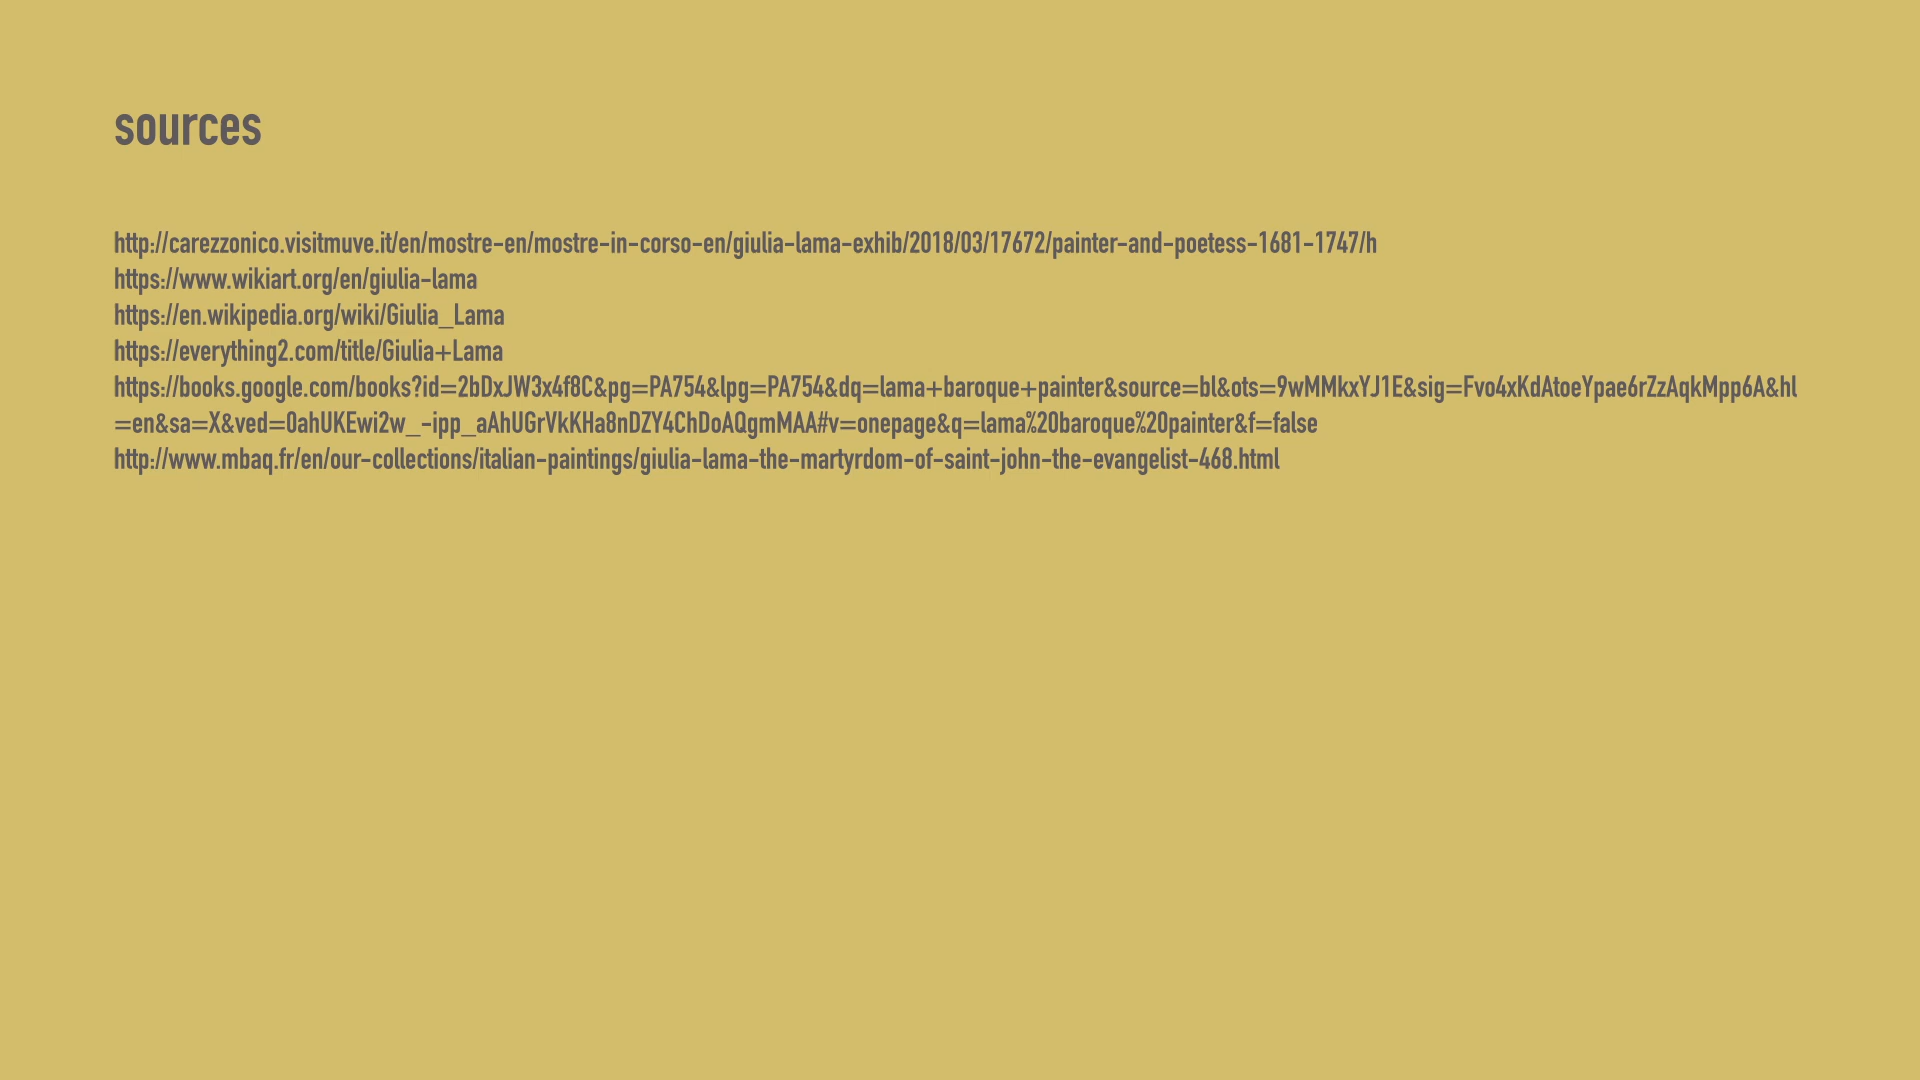 sources
http://carezzonico.visitmuve.it/en/mostre-en/mostre-in-corso-en/giulia-lama-exhib/2018/03/17672/painter-and-poetess-1681-1747/h
https://www.wikiart.org/en/giulia-lama
https://en.wikipedia.org/wiki/Giulia_Lama
https://everything2.com/title/Giulia+Lama
https://books.google.com/books?id=2bDxJW3x4f8C&pg=PA754&lpg=PA754&dq=lama+baroque+painter&source=bl&ots=9wMMkxYJ1E&sig=Fvo4xKdAtoeYpae6rZzAqkMpp6A&hl
=en&sa=X&ved=0ahUKEwi2w_-ipp_aAhUGrVkKHa8nDZY4ChDoAQgmMAA#v=onepage&q=lama%20baroque%20painter&f=false
http://www.mbaq.fr/en/our-collections/italian-paintings/giulia-lama-the-martyrdom-of-saint-john-the-evangelist-468.html